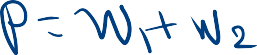 P = W₁ + W₂